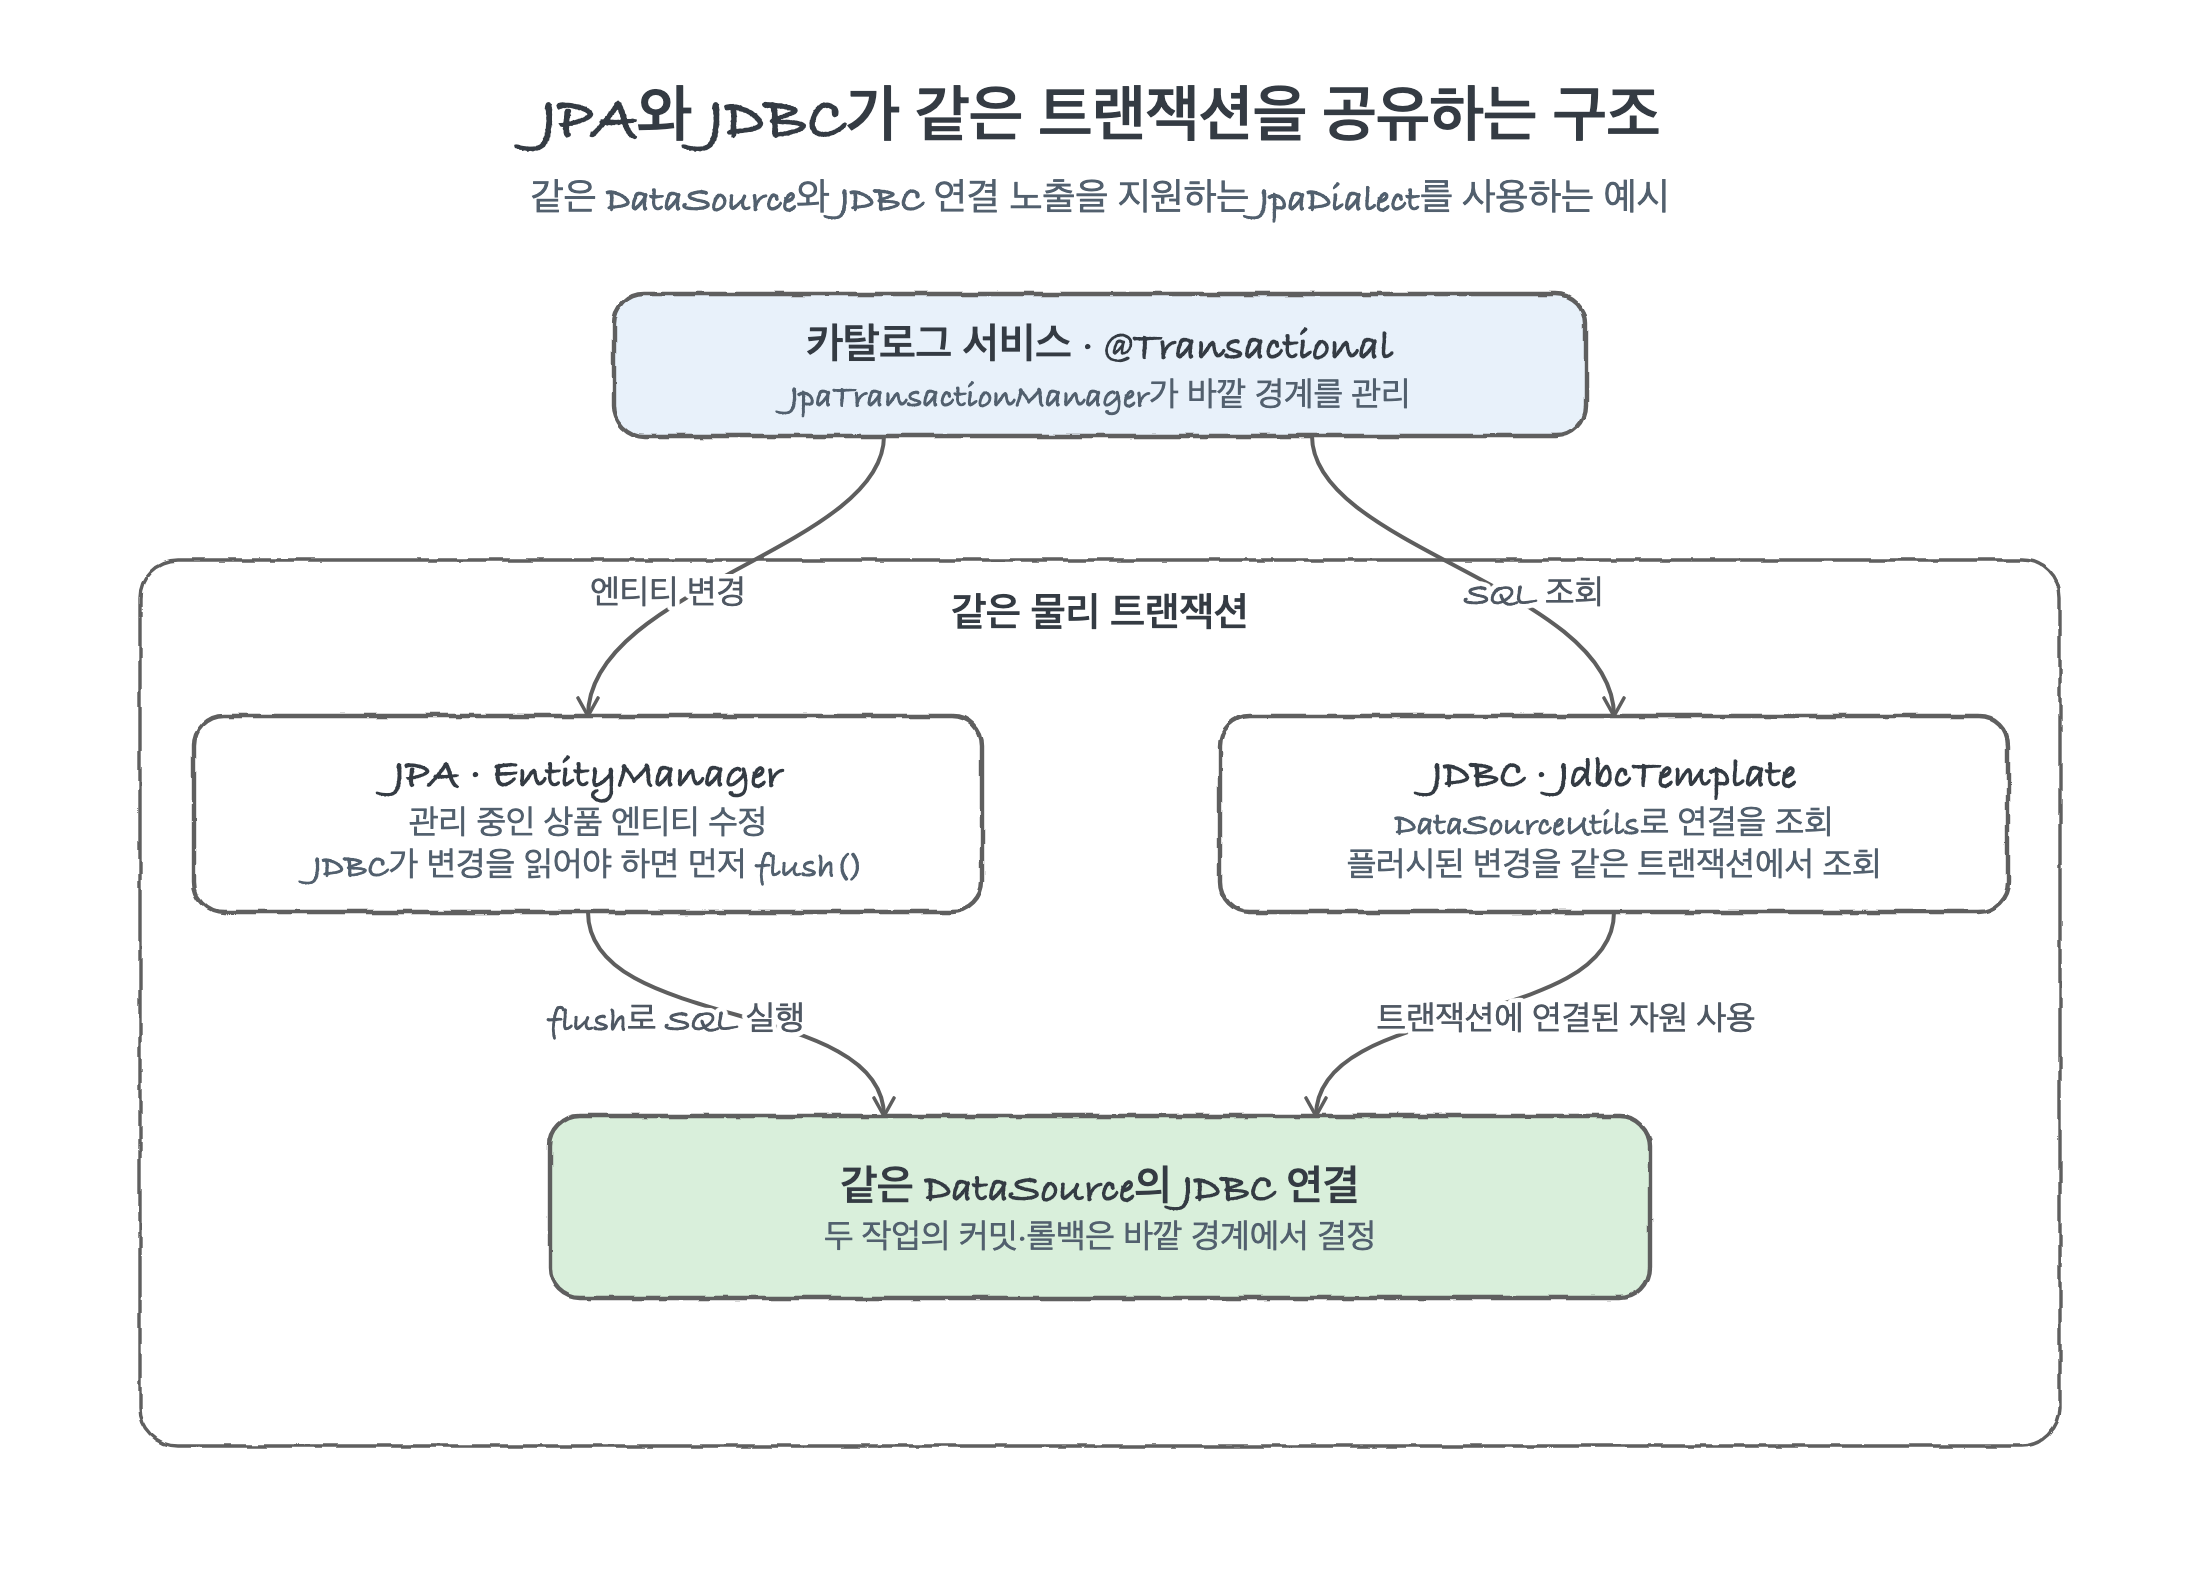 JPA와 JDBC가 같은 트랜잭션을 공유하는 구조
같은 DataSource와 JDBC 연결 노출을 지원하는 JpaDialect를 사용하는 예시
카탈로그 서비스 · @Transactional
JpaTransactionManager가 바깥 경계를 관리
엔티티 변경
SQL 조회
같은 물리 트랜잭션
JPA · EntityManager
관리 중인 상품 엔티티 수정
JDBC가 변경을 읽어야 하면 먼저 flush()
JDBC · JdbcTemplate
DataSourceUtils로 연결을 조회
플러시된 변경을 같은 트랜잭션에서 조회
flush로 SQL 실행
트랜잭션에 연결된 자원 사용
같은 DataSource의 JDBC 연결
두 작업의 커밋·롤백은 바깥 경계에서 결정